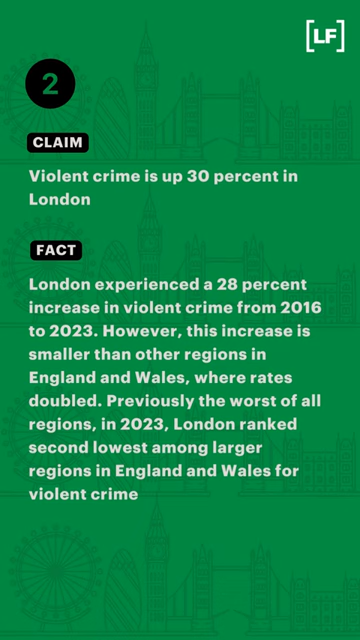 [LF]
2
CLAIM
Violent crime is up 30 percent in
London
FACT
London experienced a 28 percent
increase in violent crime from 2016
to 2023. However, this increase is
smaller than other regions in
England and Wales, where rates
doubled. Previously the worst of all
regions, in 2023, London ranked
second lowest among larger
regions in England and Wales for
violent crime